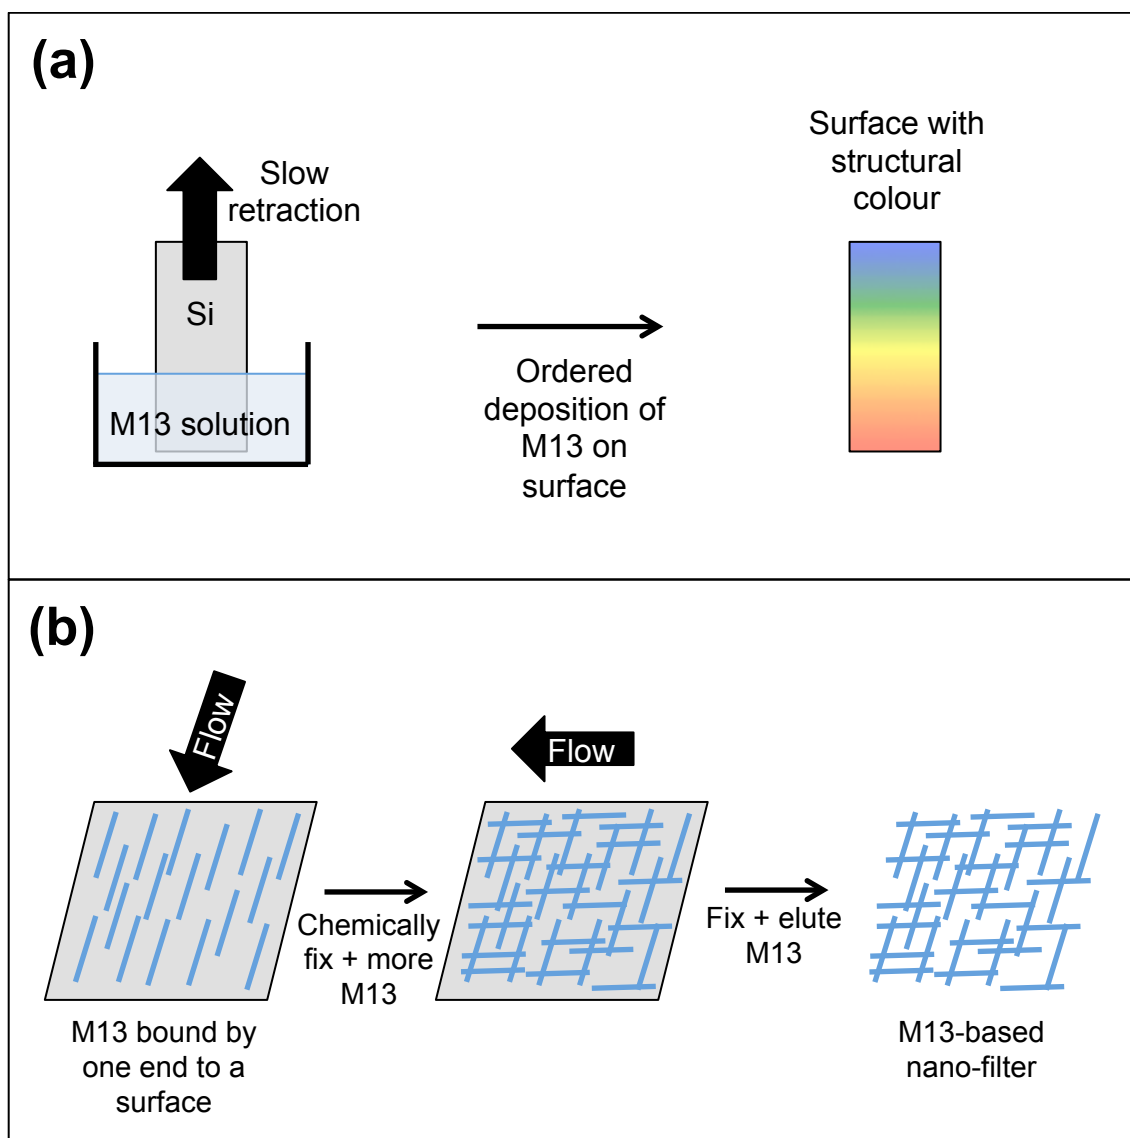 (a)
Slow
retraction
Si
M13 solution
Ordered
deposition of
M13 on
surface
Surface with
structural
colour
(b)
Flow
M13 bound by
one end to a
surface
Chemically
fix + more
M13
Flow
Fix + elute
M13
M13-based
nano-filter